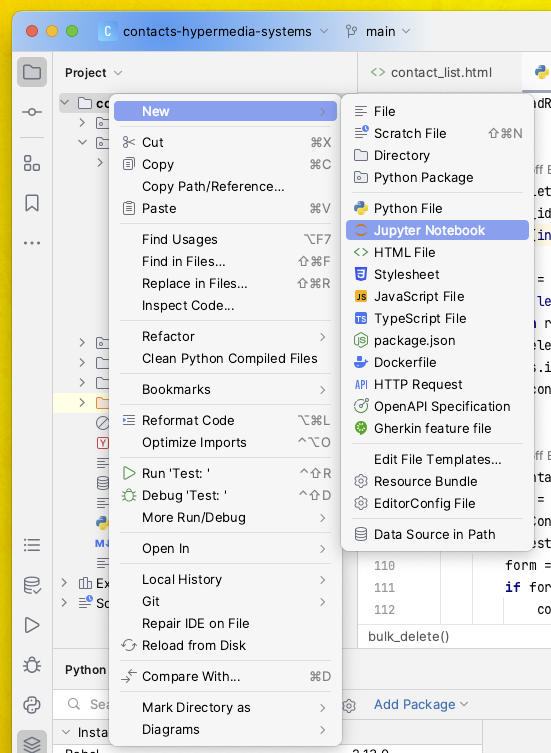 C contacts-hypermedia-systems main
Project
contact_list.html
New
Cut ⌘X
Copy ⌘C
Copy Path/Reference...
Paste ⌘V
Find Usages ⌥F7
Find in Files... ⇧⌘F
Replace in Files... ⇧⌘R
Inspect Code...
Refactor
Clean Python Compiled Files
Bookmarks
Reformat Code ⌥⌘L
Optimize Imports ^⌥O
Run 'Test: ' ^⇧R
Debug 'Test: ' ^⇧D
More Run/Debug
Open In
Local History
Git
Repair IDE on File
Reload from Disk
Compare With... ⌘D
Mark Directory as
Diagrams
File
Scratch File ⇧⌘N
Directory
Python Package
Python File
Jupyter Notebook
HTML File
Stylesheet
JS JavaScript File
TS TypeScript File
package.json
Dockerfile
API HTTP Request
OpenAPI Specification
Gherkin feature file
Edit File Templates...
Resource Bundle
EditorConfig File
Data Source in Path
110 form =
111 if for
112 co
bulk_delete()
Python
Add Package
Insta